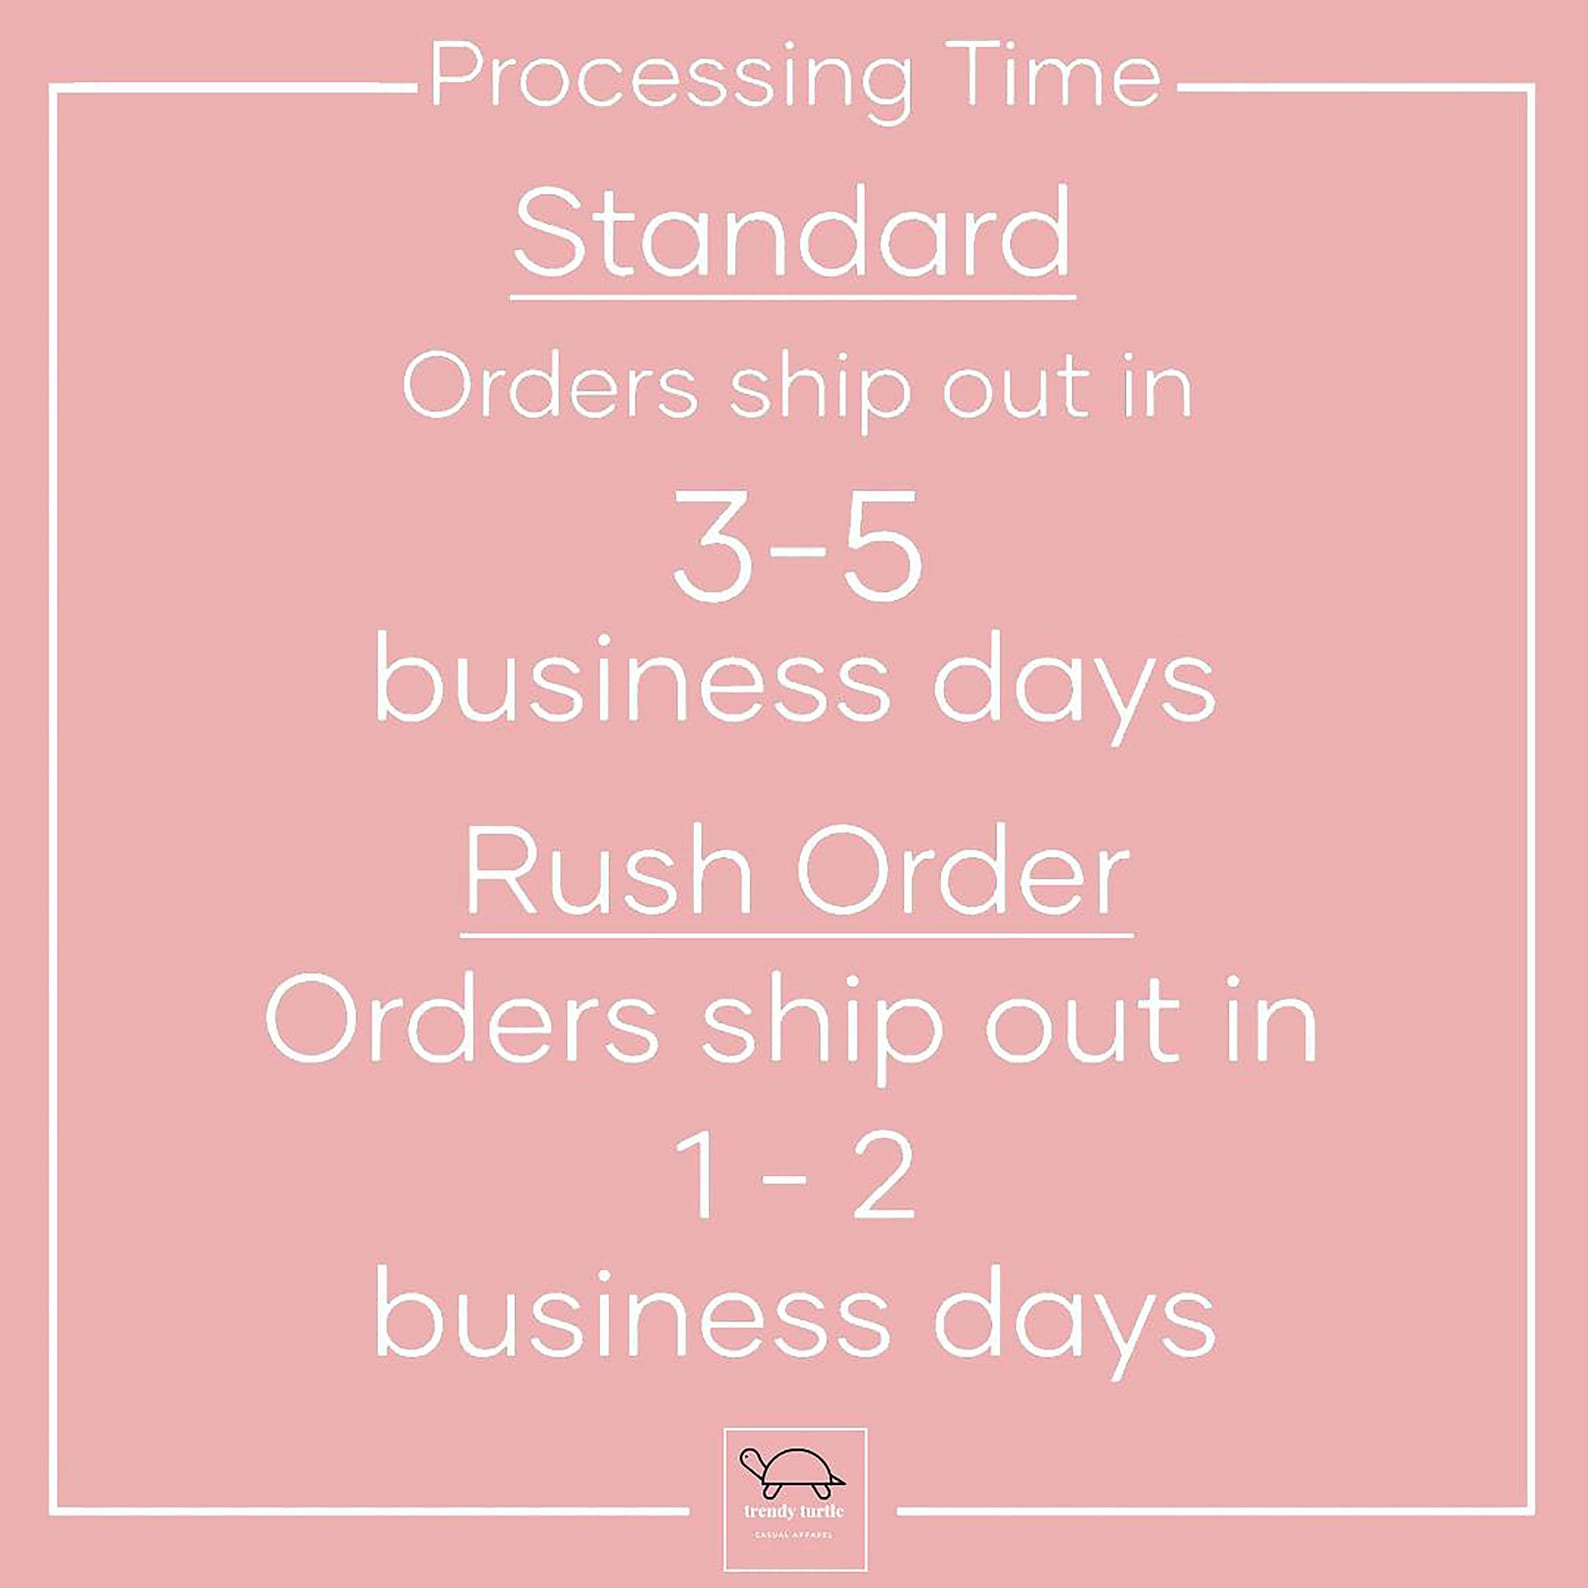 Processing Time
Standard
Orders ship out in
3-5
business days
Rush Order
Orders ship out in
1 - 2
business days
trendy turtle
CASUAL APPAREL